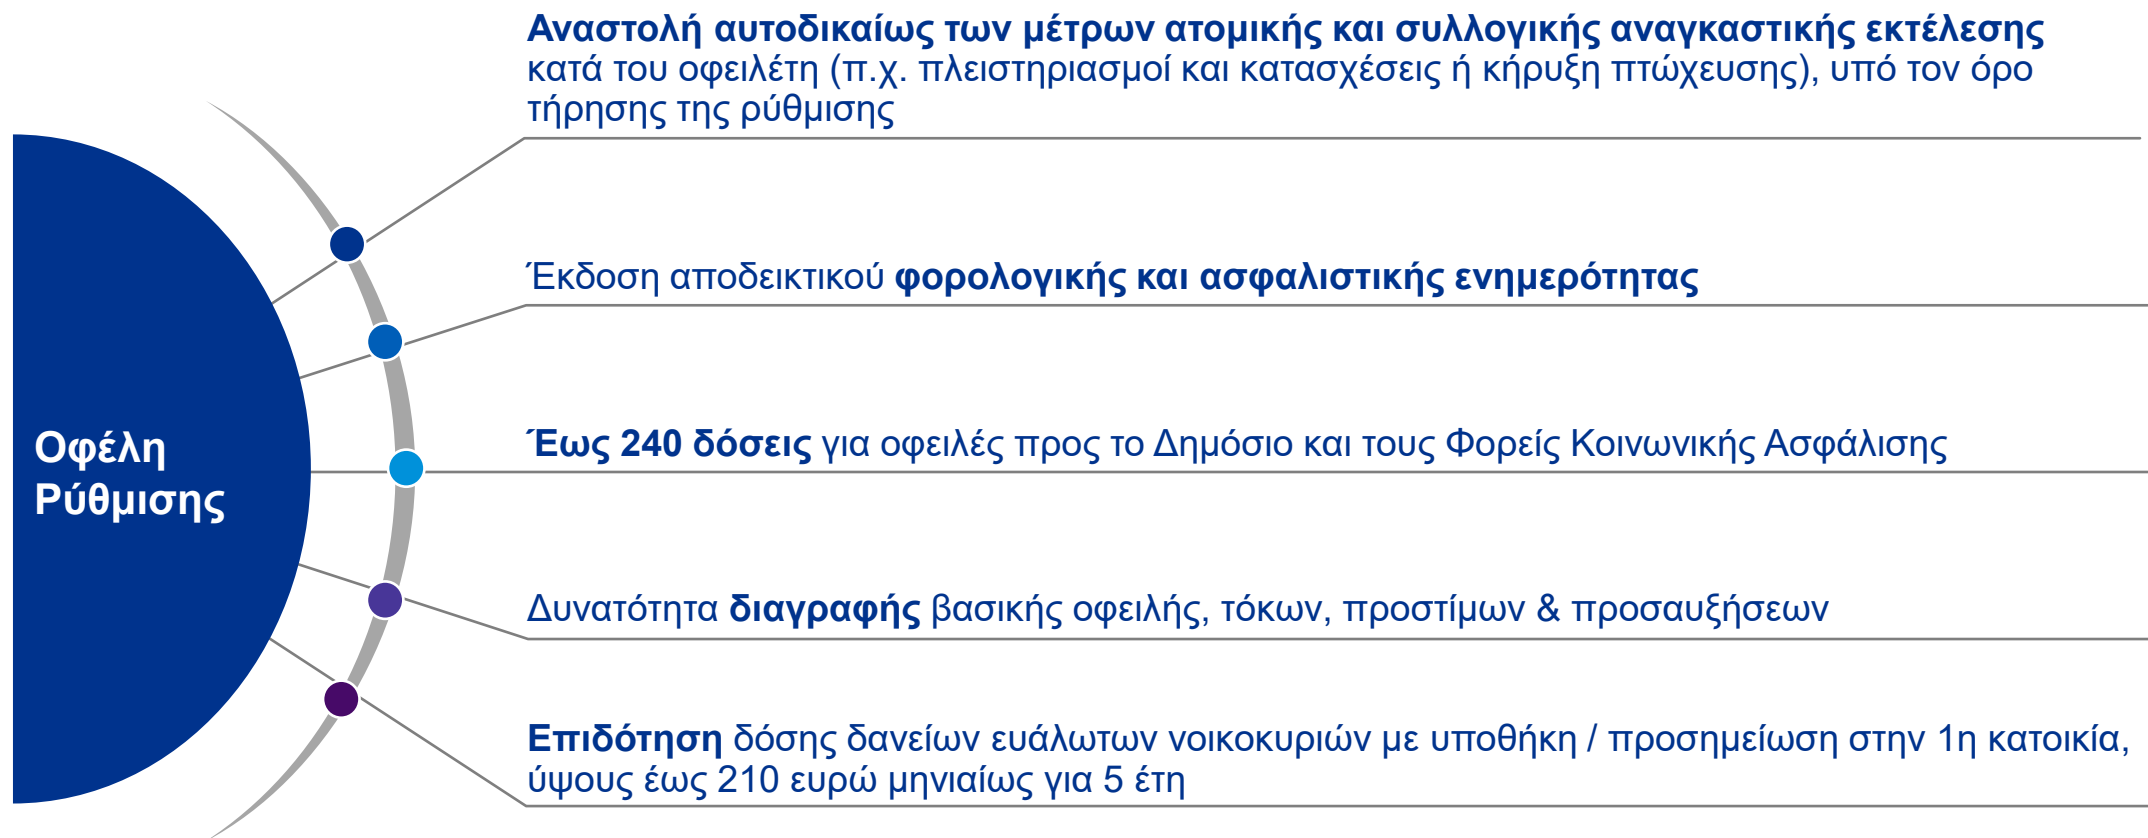 Αναστολή αυτοδικαίως των μέτρων ατομικής και συλλογικής αναγκαστικής εκτέλεσης
κατά του οφειλέτη (π.χ. πλειστηριασμοί και κατασχέσεις ή κήρυξη πτώχευσης), υπό τον όρο
τήρησης της ρύθμισης
Έκδοση αποδεικτικού φορολογικής και ασφαλιστικής ενημερότητας
Οφέλη
Ρύθμισης
Έως 240 δόσεις για οφειλές προς το Δημόσιο και τους Φορείς Κοινωνικής Ασφάλισης
Δυνατότητα διαγραφής βασικής οφειλής, τόκων, προστίμων & προσαυξήσεων
Επιδότηση δόσης δανείων ευάλωτων νοικοκυριών με υποθήκη / προσημείωση στην 1η κατοικία,
ύψους έως 210 ευρώ μηνιαίως για 5 έτη